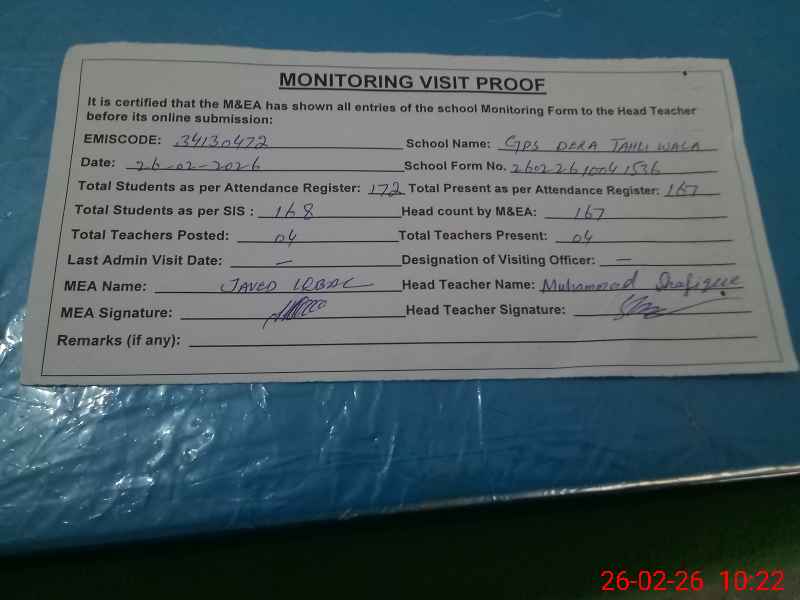 MONITORING VISIT PROOF
It is certified that the M&EA has shown all entries of the school Monitoring Form to the Head Teacher
before its online submission:
EMISCODE: 34130472 School Name: GPS DERA TAHLI WALA
Date: 26-02-2026 School Form No. 26022610041536
Total Students as per Attendance Register: 172 Total Present as per Attendance Register: 167
Total Students as per SIS : 168 Head count by M&EA: 167
Total Teachers Posted: 04 Total Teachers Present: 04
Last Admin Visit Date: — Designation of Visiting Officer: —
MEA Name: JAVED IQBAL Head Teacher Name: Muhammad Shafique
MEA Signature: Head Teacher Signature:
Remarks (if any):
26-02-26 10:22